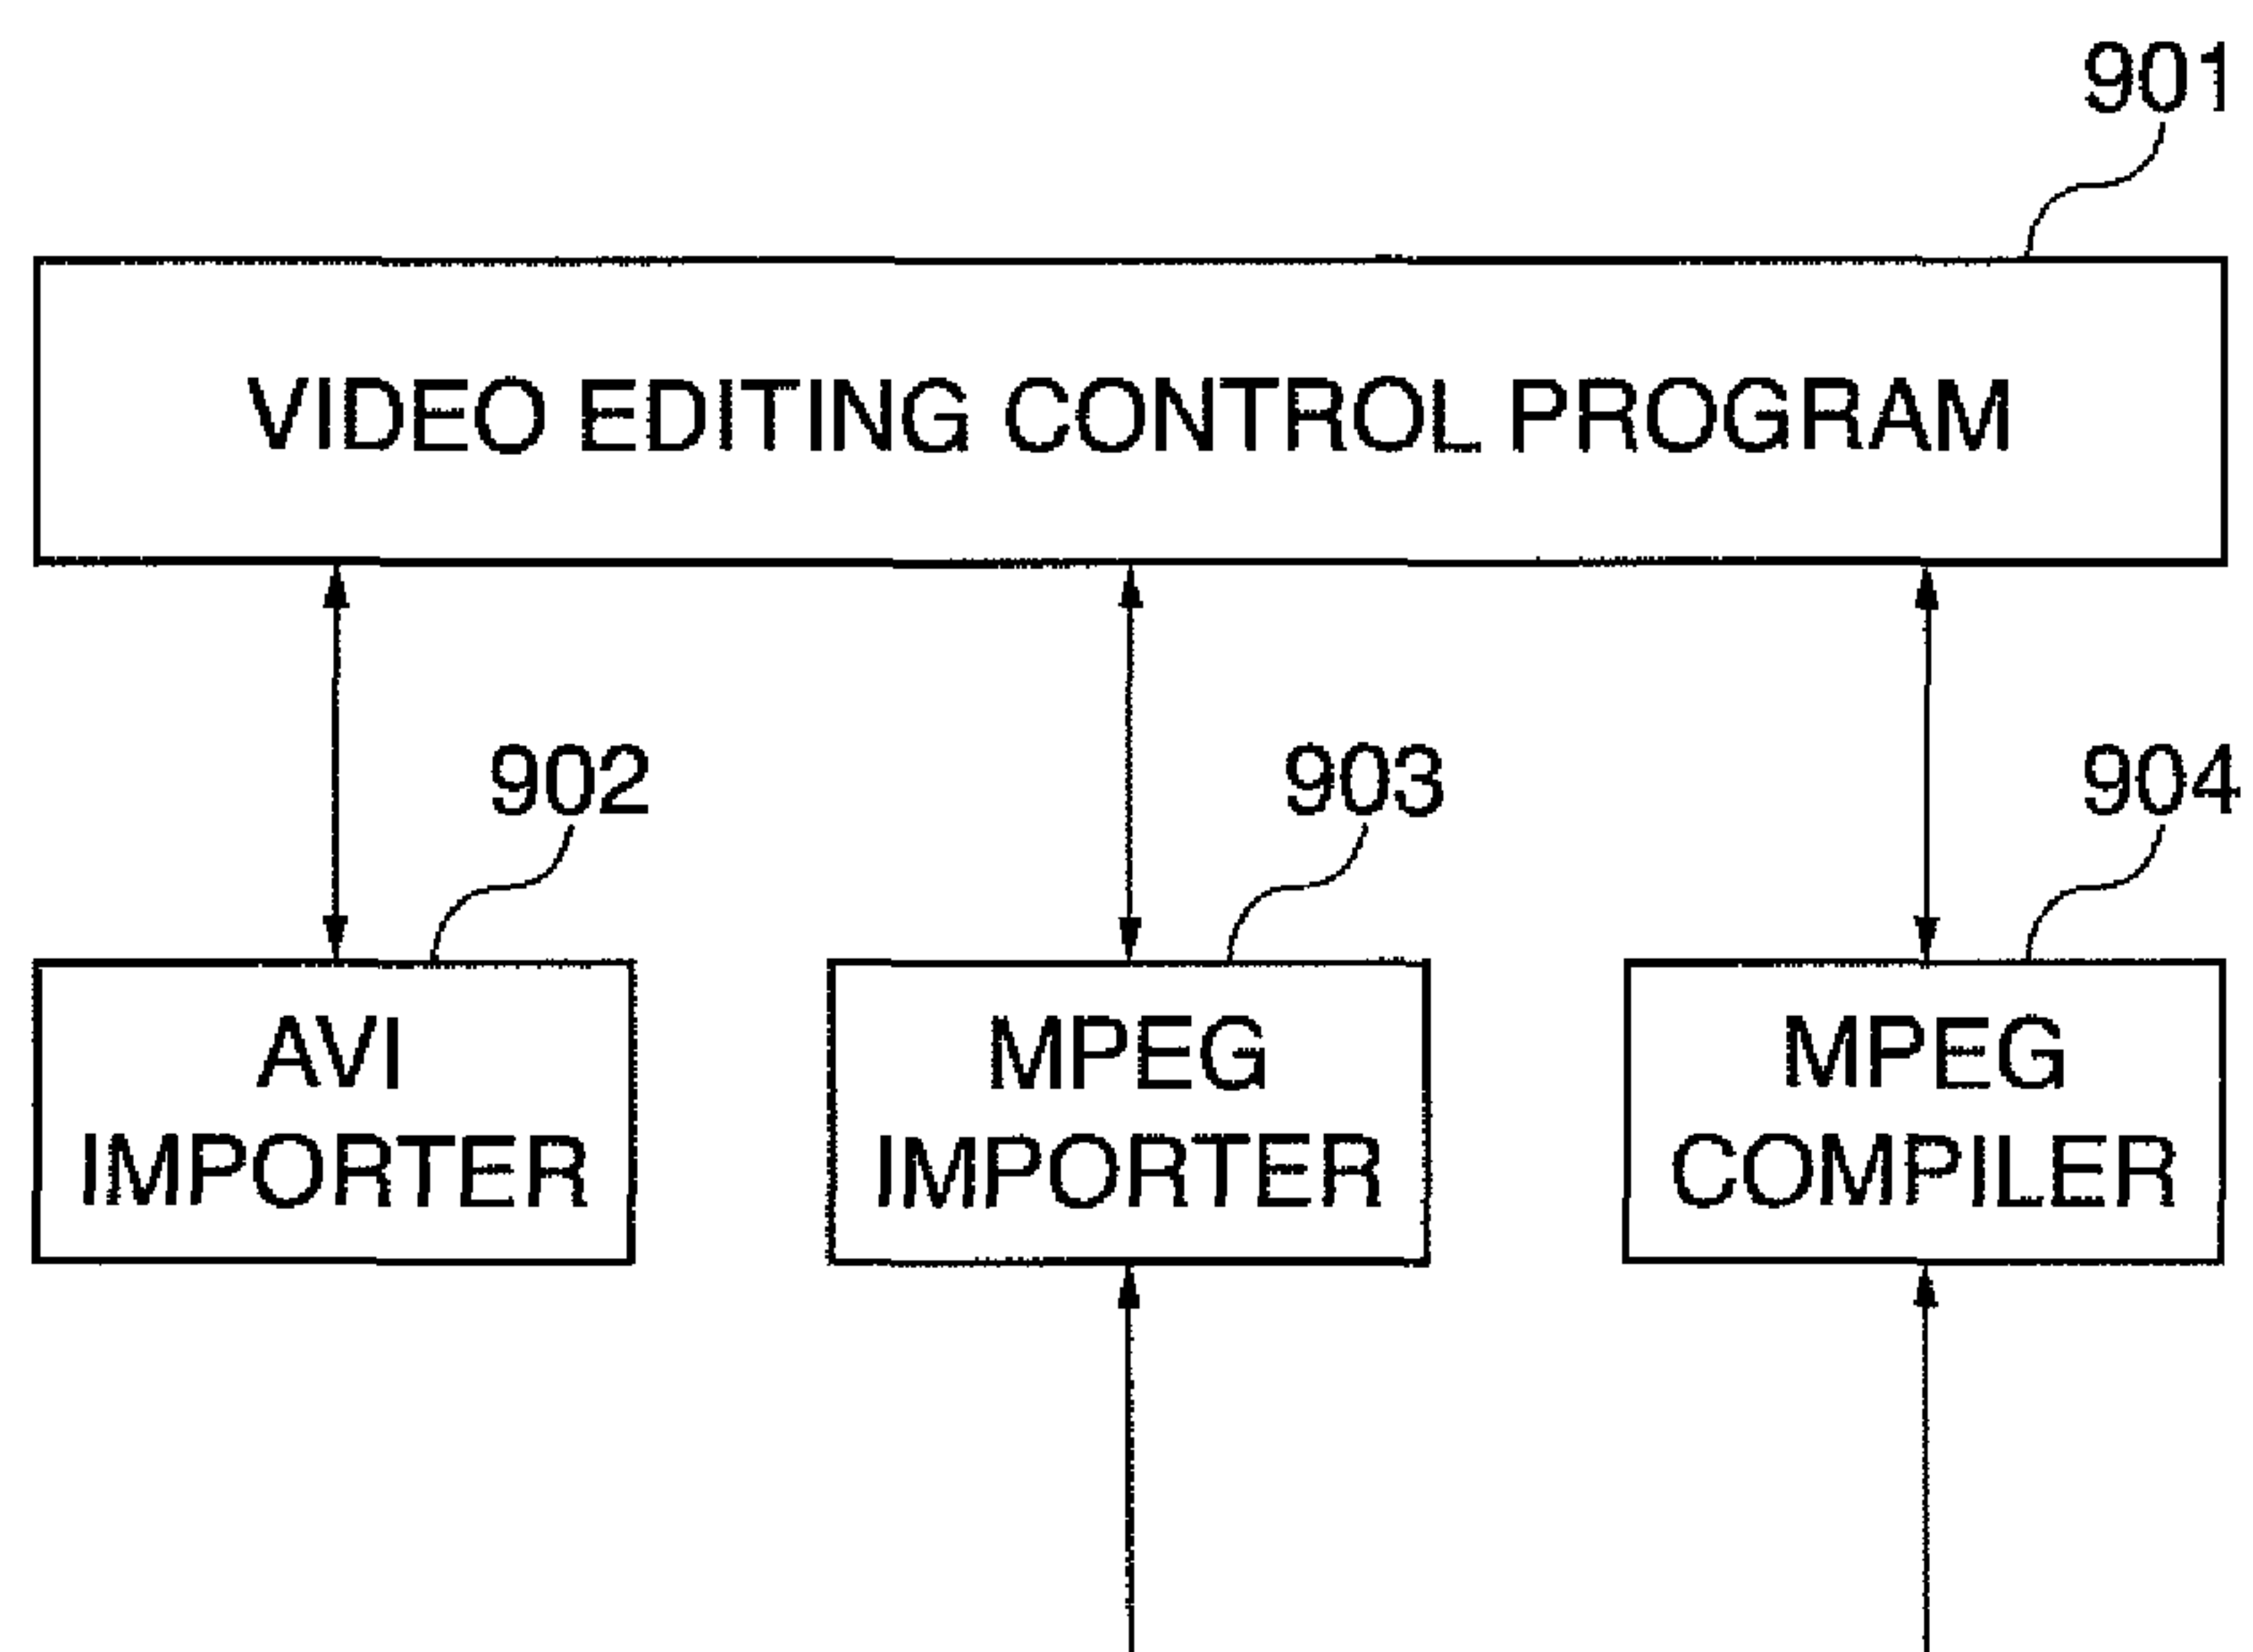 901
VIDEO EDITING CONTROL PROGRAM
902
903
904
AVI
IMPORTER
MPEG
IMPORTER
MPEG
COMPILER